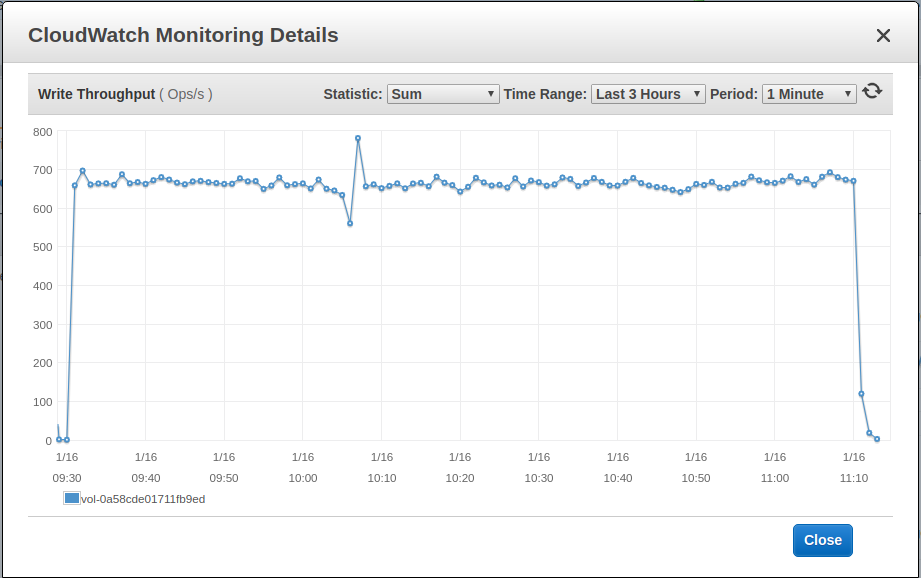 CloudWatch Monitoring Details
Write Throughput ( Ops/s ) Statistic: Sum Time Range: Last 3 Hours Period: 1 Minute
800
700
600
500
400
300
200
100
0
1/16 1/16 1/16 1/16 1/16 1/16 1/16 1/16 1/16 1/16 1/16
09:30 09:40 09:50 10:00 10:10 10:20 10:30 10:40 10:50 11:00 11:10
vol-0a58cde01711fb9ed
Close